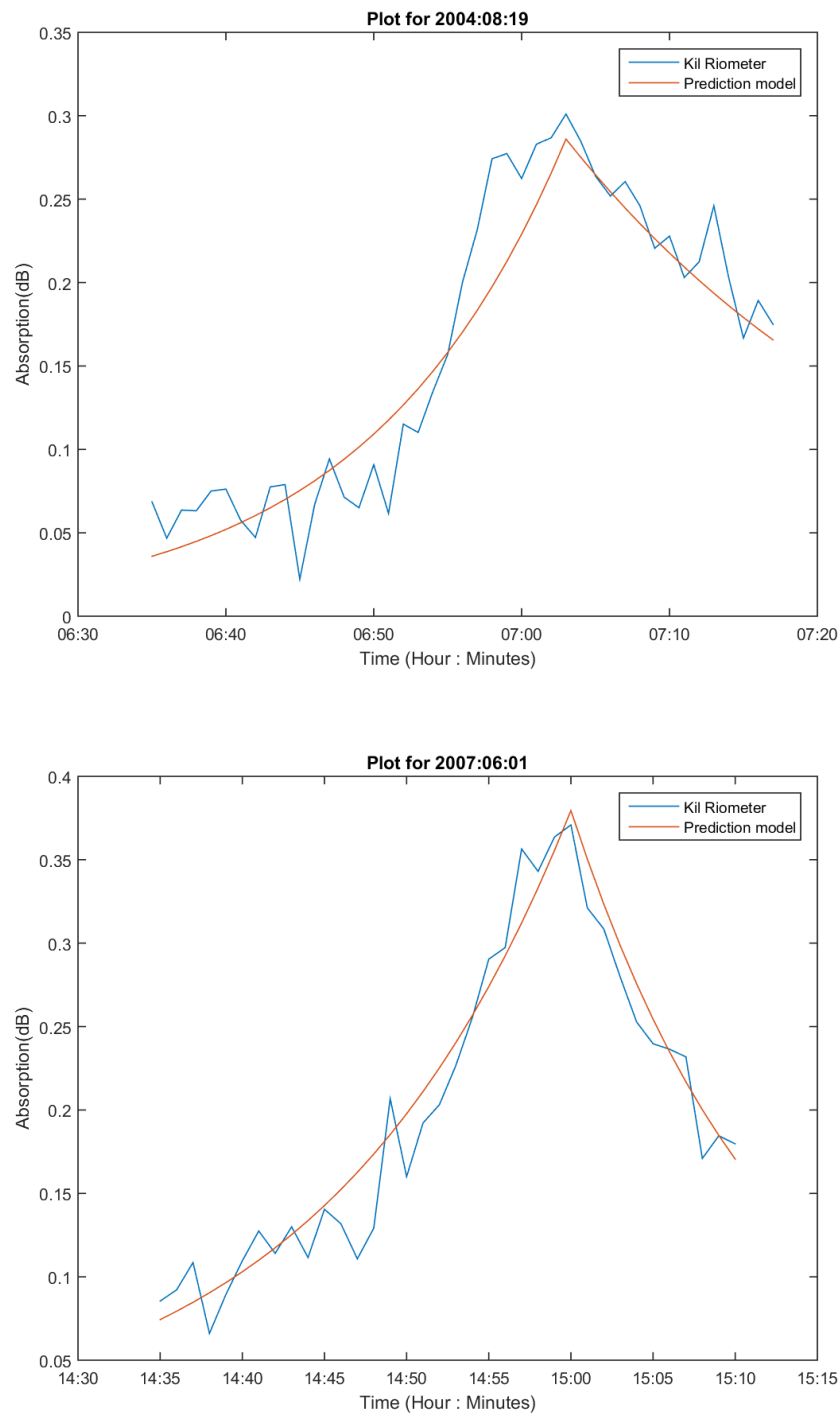 Plot for 2004:08:19
Kil Riometer
Prediction model
Absorption(dB)
0.35
0.3
0.25
0.2
0.15
0.1
0.05
0
06:30 06:40 06:50 07:00 07:10 07:20
Time (Hour : Minutes)
Plot for 2007:06:01
Kil Riometer
Prediction model
Absorption(dB)
0.4
0.35
0.3
0.25
0.2
0.15
0.1
0.05
14:30 14:35 14:40 14:45 14:50 14:55 15:00 15:05 15:10 15:15
Time (Hour : Minutes)